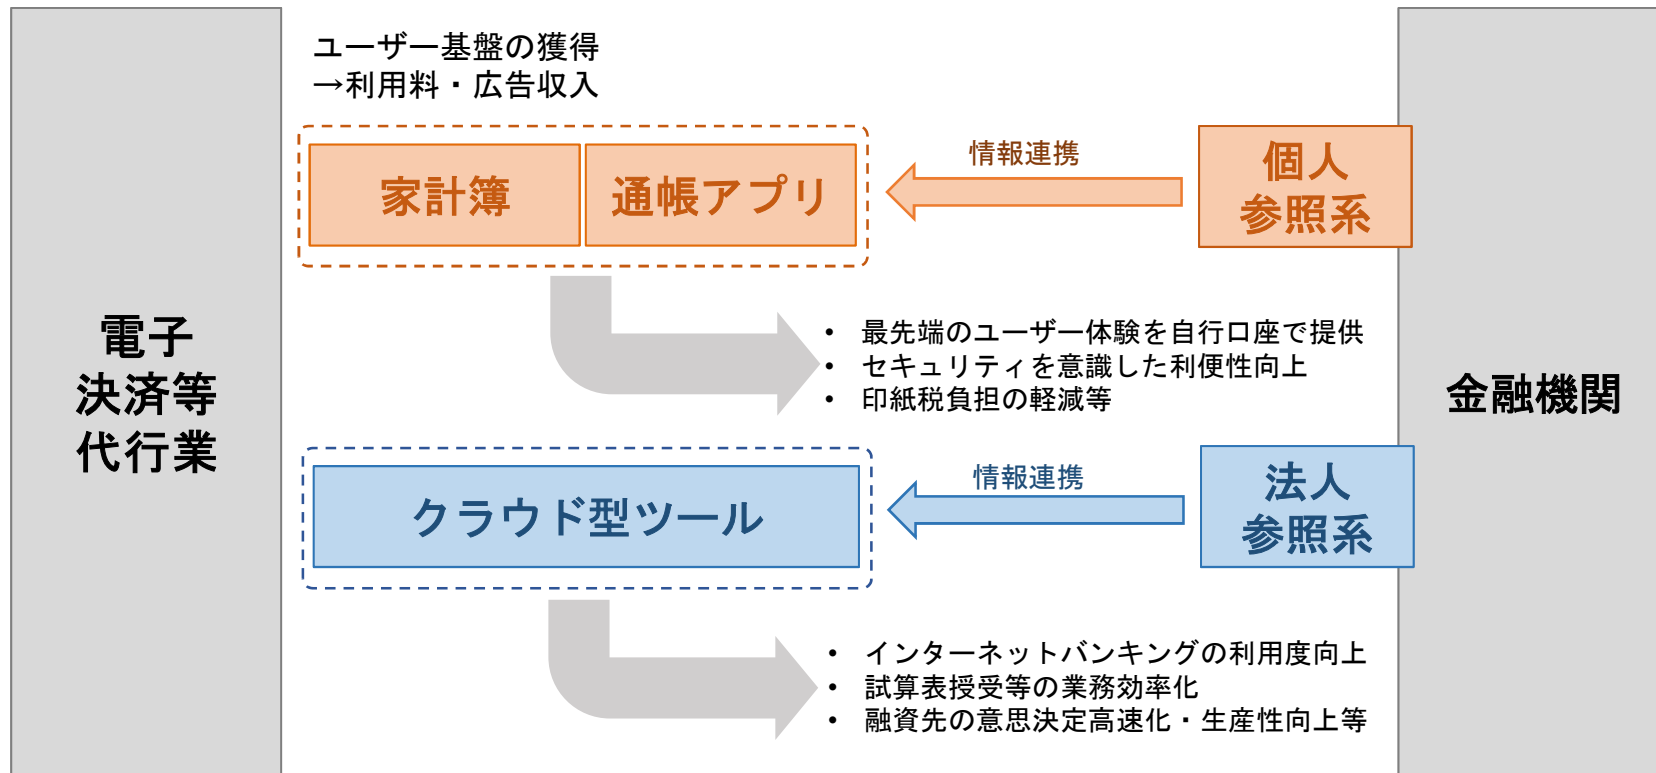 電子
決済等
代行業
ユーザー基盤の獲得
→利用料・広告収入
家計簿
通帳アプリ
情報連携
個人
参照系
• 最先端のユーザー体験を自行口座で提供
• セキュリティを意識した利便性向上
• 印紙税負担の軽減等
クラウド型ツール
情報連携
法人
参照系
• インターネットバンキングの利用度向上
• 試算表授受等の業務効率化
• 融資先の意思決定高速化・生産性向上等
金融機関